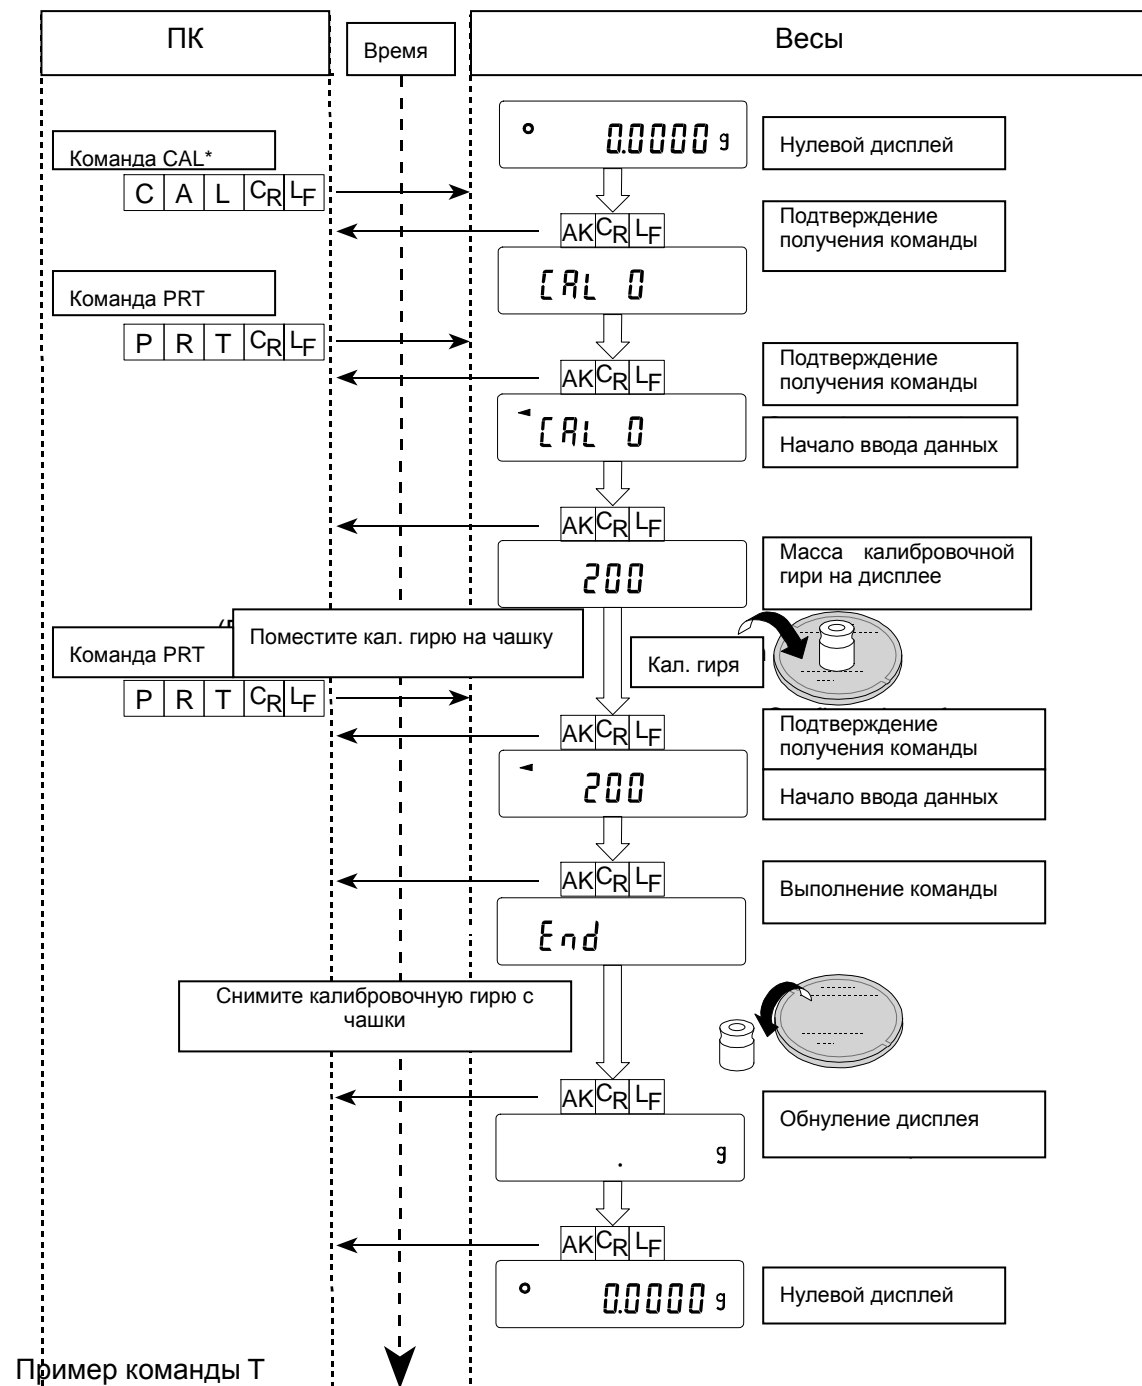 ПК
Время
Весы
0.0000 g
Нулевой дисплей
Команда CAL*
C A L CR LF
AK CR LF
Подтверждение
получения команды
CAL 0
Команда PRT
P R T CR LF
AK CR LF
Подтверждение
получения команды
CAL 0
Начало ввода данных
AK CR LF
200
Масса калибровочной
гири на дисплее
Поместите кал. гирю на чашку
Команда PRT
Кал. гиря
P R T CR LF
AK CR LF
Подтверждение
получения команды
200
Начало ввода данных
AK CR LF
Выполнение команды
End
Снимите калибровочную гирю с
чашки
AK CR LF
Обнуление дисплея
. g
AK CR LF
0.0000 g
Нулевой дисплей
Пример команды T